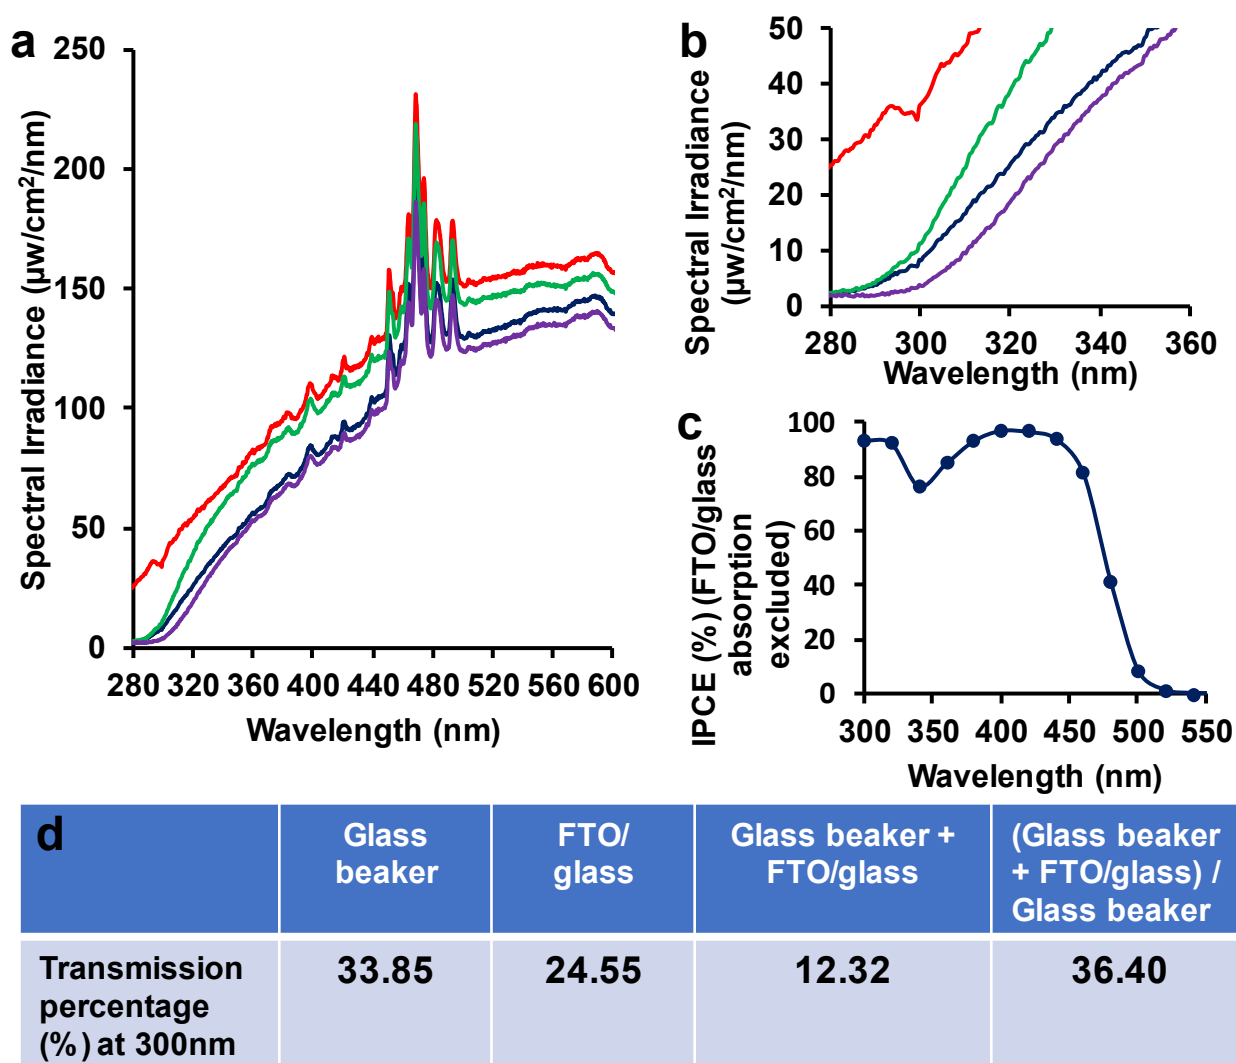 a
250
200
150
100
50
0
280 320 360 400 440 480 520 560 600
Wavelength (nm)
Spectral Irradiance (µw/cm²/nm)
b
50
40
30
20
10
0
280 300 320 340 360
Wavelength (nm)
Spectral Irradiance
(µw/cm²/nm)
c
100
80
60
40
20
0
300 350 400 450 500 550
Wavelength (nm)
IPCE (%) (FTO/glass
absorption
excluded)
d
Glass
beaker
FTO/
glass
Glass beaker +
FTO/glass
(Glass beaker
+ FTO/glass) /
Glass beaker
Transmission
percentage
(%) at 300nm
33.85
24.55
12.32
36.40